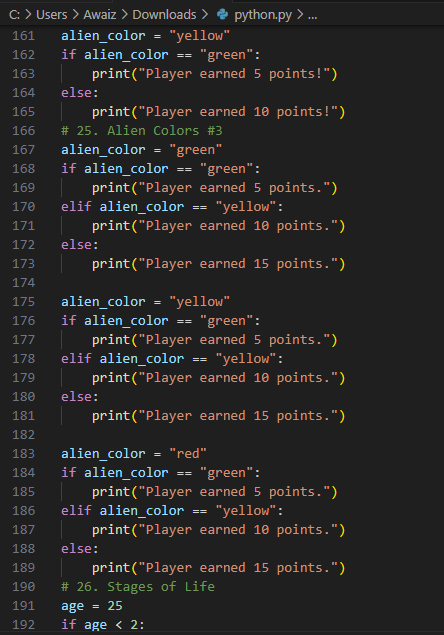 C: > Users > Awaiz > Downloads > python.py > ...
161 alien_color = "yellow"
162 if alien_color == "green":
163     print("Player earned 5 points!")
164 else:
165     print("Player earned 10 points!")
166 # 25. Alien Colors #3
167 alien_color = "green"
168 if alien_color == "green":
169     print("Player earned 5 points.")
170 elif alien_color == "yellow":
171     print("Player earned 10 points.")
172 else:
173     print("Player earned 15 points.")
174
175 alien_color = "yellow"
176 if alien_color == "green":
177     print("Player earned 5 points.")
178 elif alien_color == "yellow":
179     print("Player earned 10 points.")
180 else:
181     print("Player earned 15 points.")
182
183 alien_color = "red"
184 if alien_color == "green":
185     print("Player earned 5 points.")
186 elif alien_color == "yellow":
187     print("Player earned 10 points.")
188 else:
189     print("Player earned 15 points.")
190 # 26. Stages of Life
191 age = 25
192 if age < 2: